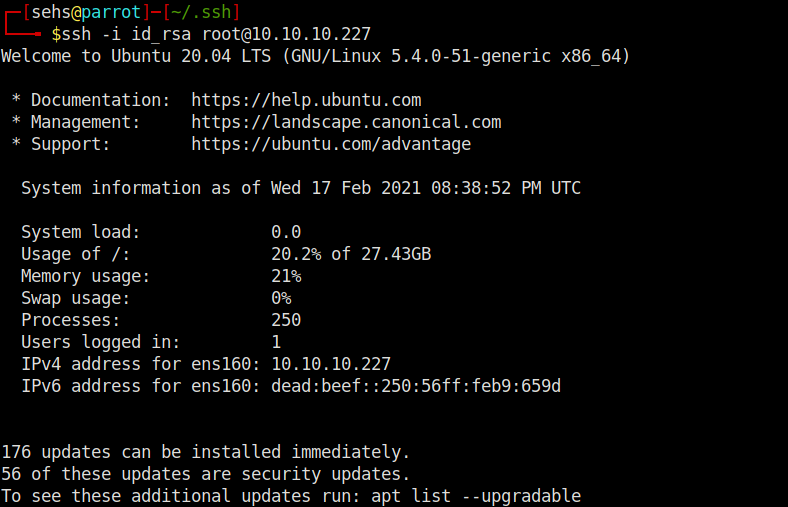 ┌─[sehs@parrot]─[~/.ssh]
└──╼ $ssh -i id_rsa root@10.10.10.227
Welcome to Ubuntu 20.04 LTS (GNU/Linux 5.4.0-51-generic x86_64)
* Documentation:  https://help.ubuntu.com
* Management:     https://landscape.canonical.com
* Support:        https://ubuntu.com/advantage
System information as of Wed 17 Feb 2021 08:38:52 PM UTC
System load:             0.0
Usage of /:              20.2% of 27.43GB
Memory usage:            21%
Swap usage:              0%
Processes:               250
Users logged in:         1
IPv4 address for ens160: 10.10.10.227
IPv6 address for ens160: dead:beef::250:56ff:feb9:659d
176 updates can be installed immediately.
56 of these updates are security updates.
To see these additional updates run: apt list --upgradable